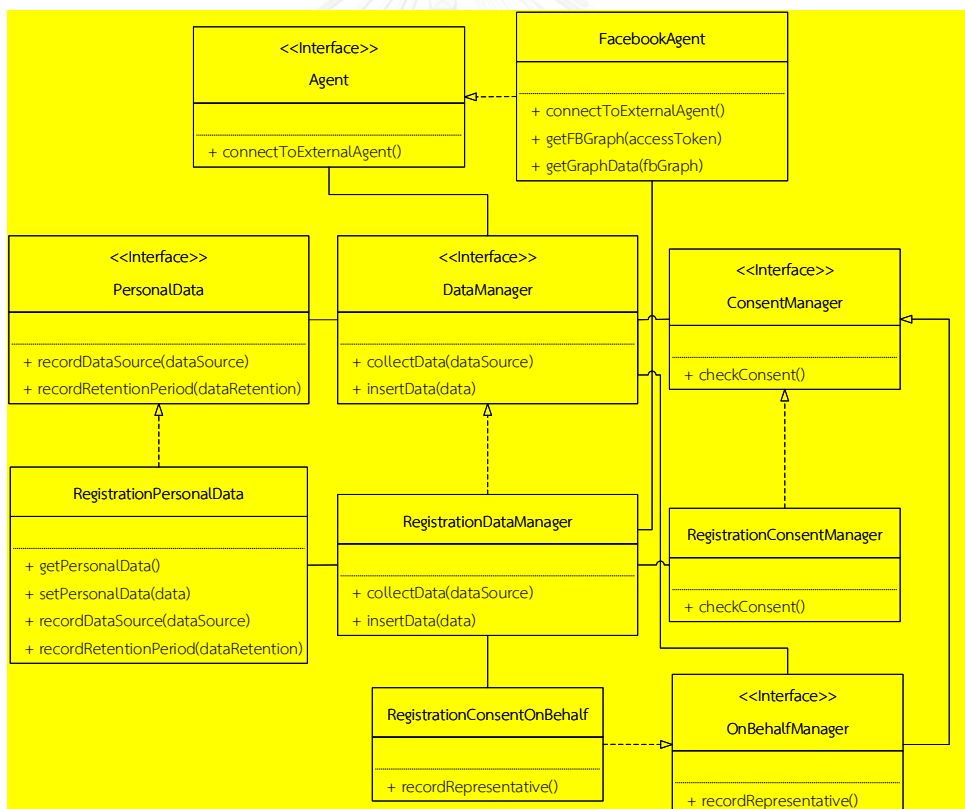 <<Interface>>
Agent
+ connectToExternalAgent()
FacebookAgent
+ connectToExternalAgent()
+ getFBGraph(accessToken)
+ getGraphData(fbGraph)
<<Interface>>
PersonalData
+ recordDataSource(dataSource)
+ recordRetentionPeriod(dataRetention)
<<Interface>>
DataManager
+ collectData(dataSource)
+ insertData(data)
<<Interface>>
ConsentManager
+ checkConsent()
RegistrationPersonalData
+ getPersonalData()
+ setPersonalData(data)
+ recordDataSource(dataSource)
+ recordRetentionPeriod(dataRetention)
RegistrationDataManager
+ collectData(dataSource)
+ insertData(data)
RegistrationConsentManager
+ checkConsent()
RegistrationConsentOnBehalf
+ recordRepresentative()
<<Interface>>
OnBehalfManager
+ recordRepresentative()